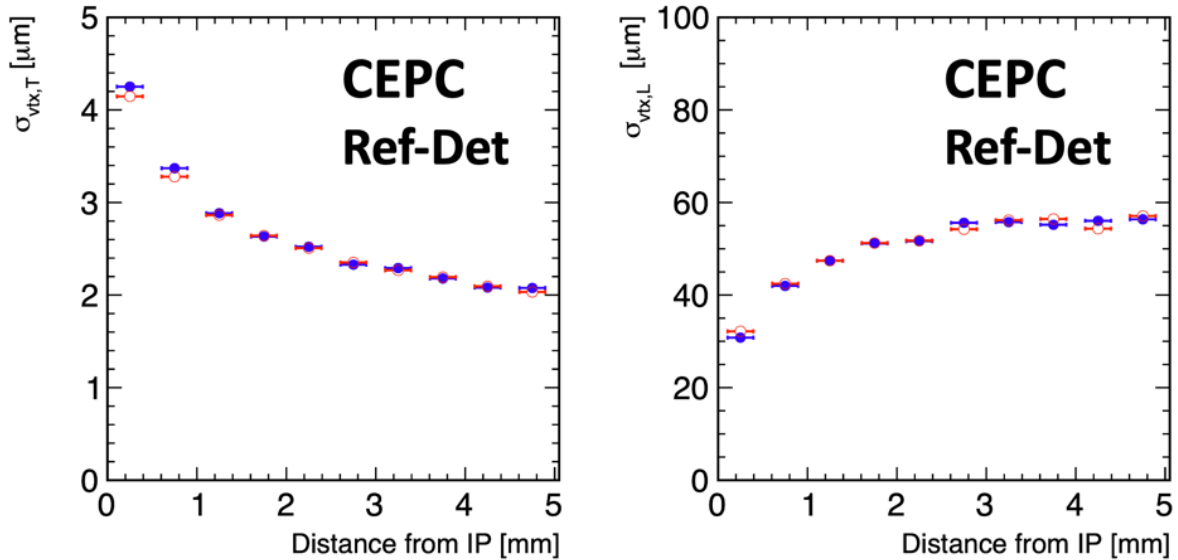 σvtx,T [μm]
5
4
3
2
1
0
CEPC
Ref-Det
0 1 2 3 4 5
Distance from IP [mm]
σvtx,L [μm]
100
80
60
40
20
0
CEPC
Ref-Det
0 1 2 3 4 5
Distance from IP [mm]